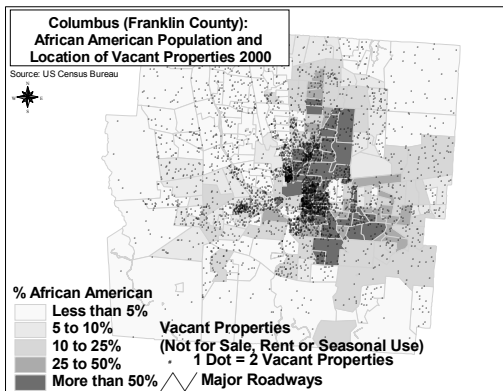 Columbus (Franklin County):
African American Population and
Location of Vacant Properties 2000
Source: US Census Bureau
N
W
E
S
% African American
Less than 5%
5 to 10%
10 to 25%
25 to 50%
More than 50%
Vacant Properties
(Not for Sale, Rent or Seasonal Use)
1 Dot = 2 Vacant Properties
Major Roadways